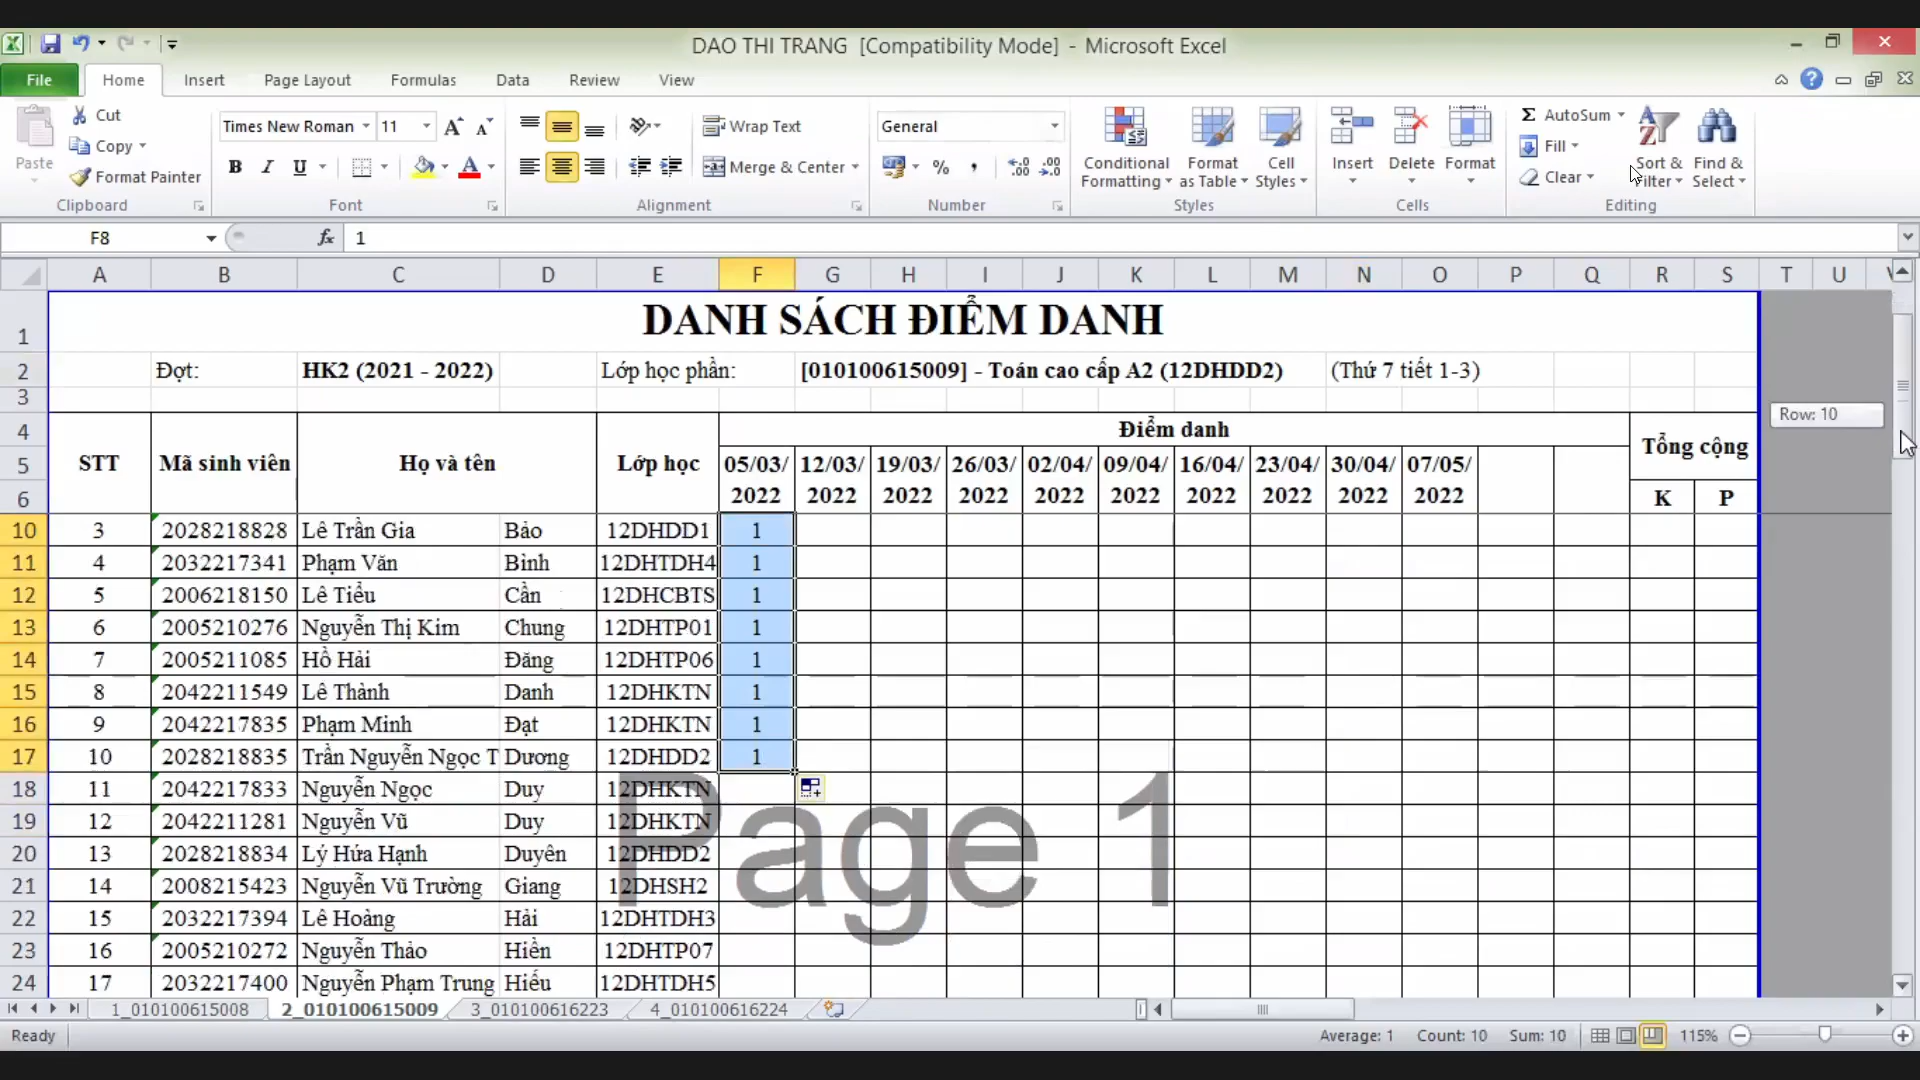 DAO THI TRANG [Compatibility Mode] - Microsoft Excel
File Home Insert Page Layout Formulas Data Review View
Paste Cut Copy Format Painter
Times New Roman 11
B I U
Wrap Text
Merge & Center
General
%
Conditional Formatting Format as Table Cell Styles
Insert Delete Format
AutoSum Fill Clear
Sort & Filter Find & Select
Clipboard Font Alignment Number Styles Cells Editing
F8 fx 1
A B C D E F G H I J K L M N O P Q R S T U
1 DANH SÁCH ĐIỂM DANH
2 Đợt: HK2 (2021 - 2022) Lớp học phần: [010100615009] - Toán cao cấp A2 (12DHDD2) (Thứ 7 tiết 1-3)
3
Row: 10
4 Điểm danh
5 STT Mã sinh viên Họ và tên Lớp học 05/03/2022 12/03/2022 19/03/2022 26/03/2022 02/04/2022 09/04/2022 16/04/2022 23/04/2022 30/04/2022 07/05/2022 Tổng cộng
6 K P
10 3 2028218828 Lê Trần Gia Bảo 12DHDD1 1
11 4 2032217341 Phạm Văn Bình 12DHTDH4 1
12 5 2006218150 Lê Tiểu Cần 12DHCBTS 1
13 6 2005210276 Nguyễn Thị Kim Chung 12DHTP01 1
14 7 2005211085 Hồ Hải Đăng 12DHTP06 1
15 8 2042211549 Lê Thành Danh 12DHKTN 1
16 9 2042217835 Phạm Minh Đạt 12DHKTN 1
17 10 2028218835 Trần Nguyễn Ngọc T Dương 12DHDD2 1
18 11 2042217833 Nguyễn Ngọc Duy 12DHKTN
19 12 2042211281 Nguyễn Vũ Duy 12DHKTN
20 13 2028218834 Lý Hứa Hạnh Duyên 12DHDD2
21 14 2008215423 Nguyễn Vũ Trường Giang 12DHSH2
22 15 2032217394 Lê Hoàng Hải 12DHTDH3
23 16 2005210272 Nguyễn Thảo Hiền 12DHTP07
24 17 2032217400 Nguyễn Phạm Trung Hiếu 12DHTDH5
Page 1
1_010100615008 2_010100615009 3_010100616223 4_010100616224
Ready Average: 1 Count: 10 Sum: 10 115%